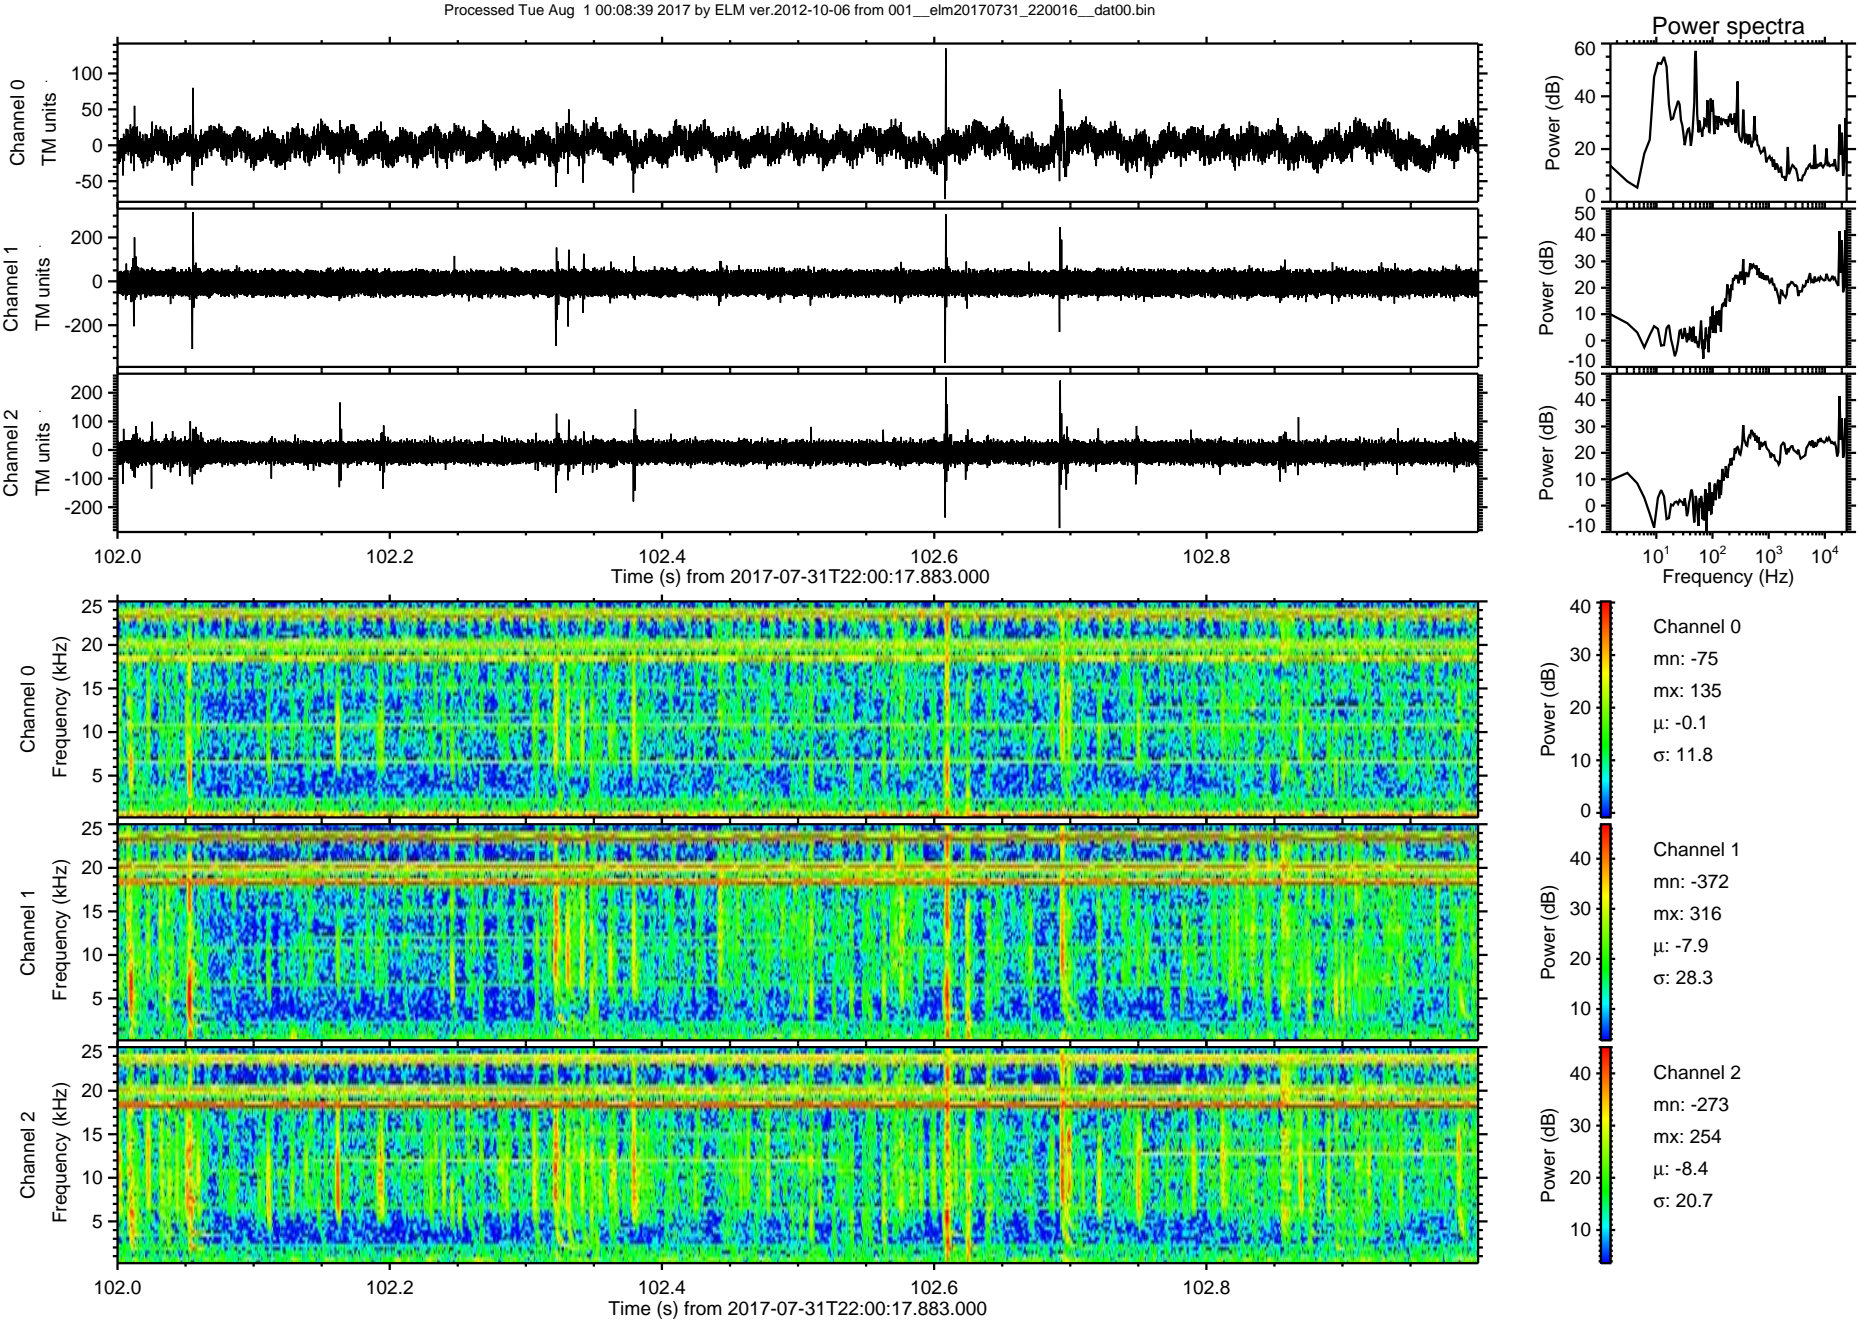 Processed Tue Aug  1 00:08:39 2017 by ELM ver.2012-10-06 from 001__elm20170731_220016__dat00.bin
Power spectra
Channel 0
TM units
100
50
0
-50
Power (dB)
60
40
20
0
Channel 1
TM units
200
0
-200
Power (dB)
50
40
30
20
10
0
-10
Channel 2
TM units
200
100
0
-100
-200
Power (dB)
50
40
30
20
10
0
-10
102.0 102.2 102.4 102.6 102.8
Time (s) from 2017-07-31T22:00:17.883.000
10¹ 10² 10³ 10⁴
Frequency (Hz)
Channel 0
Frequency (kHz)
25
20
15
10
5
Power (dB)
40
30
20
10
0
Channel 0
mn: -75
mx: 135
μ: -0.1
σ: 11.8
Channel 1
Frequency (kHz)
25
20
15
10
5
Power (dB)
40
30
20
10
Channel 1
mn: -372
mx: 316
μ: -7.9
σ: 28.3
Channel 2
Frequency (kHz)
25
20
15
10
5
Power (dB)
40
30
20
10
Channel 2
mn: -273
mx: 254
μ: -8.4
σ: 20.7
102.0 102.2 102.4 102.6 102.8
Time (s) from 2017-07-31T22:00:17.883.000